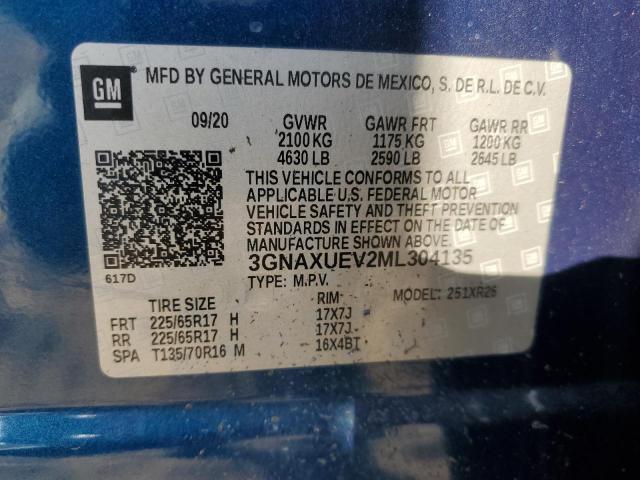 GM MFD BY GENERAL MOTORS DE MEXICO, S. DE R.L. DE C.V.
09/20 GVWR GAWR FRT GAWR RR
2100 KG 1175 KG 1200 KG
4630 LB 2590 LB 2645 LB
THIS VEHICLE CONFORMS TO ALL
APPLICABLE U.S. FEDERAL MOTOR
VEHICLE SAFETY AND THEFT PREVENTION
STANDARDS IN EFFECT ON THE DATE OF
MANUFACTURE SHOWN ABOVE.
3GNAXUEV2ML304135
617D TYPE: M.P.V. MODEL: 251XR26
TIRE SIZE RIM
FRT 225/65R17 H 17X7J
RR 225/65R17 H 17X7J
SPA T135/70R16 M 16X4BT